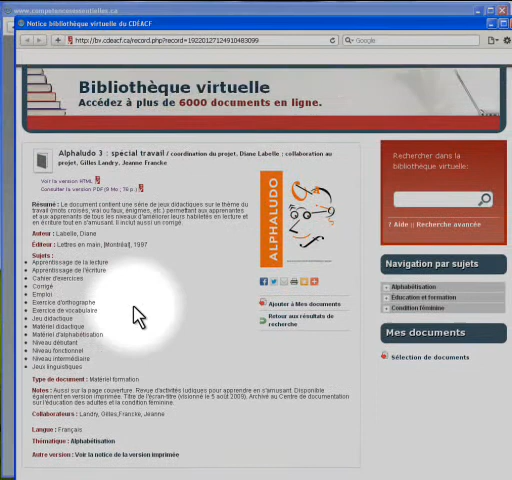 www.competencesessentielles.ca
Notice bibliothèque virtuelle du CDÉACF
http://bv.cdeacf.ca/record.php?record=19220127124910483099
Google
Bibliothèque virtuelle
Accédez à plus de 6000 documents en ligne.
Alphaludo 3 : spécial travail / coordination du projet, Diane Labelle ; collaboration au
projet, Gilles Landry, Jeanne Francke
Voir la version HTML
Consulter la version PDF (9 Mo ; 76 p.)
Résumé : Le document contient une série de jeux didactiques sur le thème du
travail (mots croisés, vrai ou faux, énigmes, etc.) permettant aux apprenantes
et aux apprenants de tous les niveaux d'améliorer leurs habiletés en lecture et
en écriture tout en s'amusant. Il inclut aussi un corrigé.
Auteur : Labelle, Diane
Éditeur : Lettres en main, [Montréal], 1997
Sujets :
Apprentissage de la lecture
Apprentissage de l'écriture
Cahier d'exercices
Corrigé
Emploi
Exercice d'orthographe
Exercice de vocabulaire
Jeu didactique
Matériel didactique
Matériel d'alphabétisation
Niveau débutant
Niveau fonctionnel
Niveau intermédiaire
Jeux linguistiques
Type de document : Matériel formation
Notes : Aussi sur la page couverture. Revue d'activités ludiques pour apprendre en s'amusant. Disponible
également en version imprimée. Titre de l'écran-titre (visionné le 5 août 2009). Archivé au Centre de documentation
sur l'éducation des adultes et la condition féminine.
Collaborateurs : Landry, Gilles,Francke, Jeanne
Langue : Français
Thématique : Alphabétisation
Autre version : Voir la notice de la version imprimée
ALPHALUDO
Ajouter à Mes documents
Retour aux résultats de
recherche
Rechercher dans la
bibliothèque virtuelle:
? Aide :: Recherche avancée
Navigation par sujets
Alphabétisation
Éducation et formation
Condition féminine
Mes documents
Sélection de documents